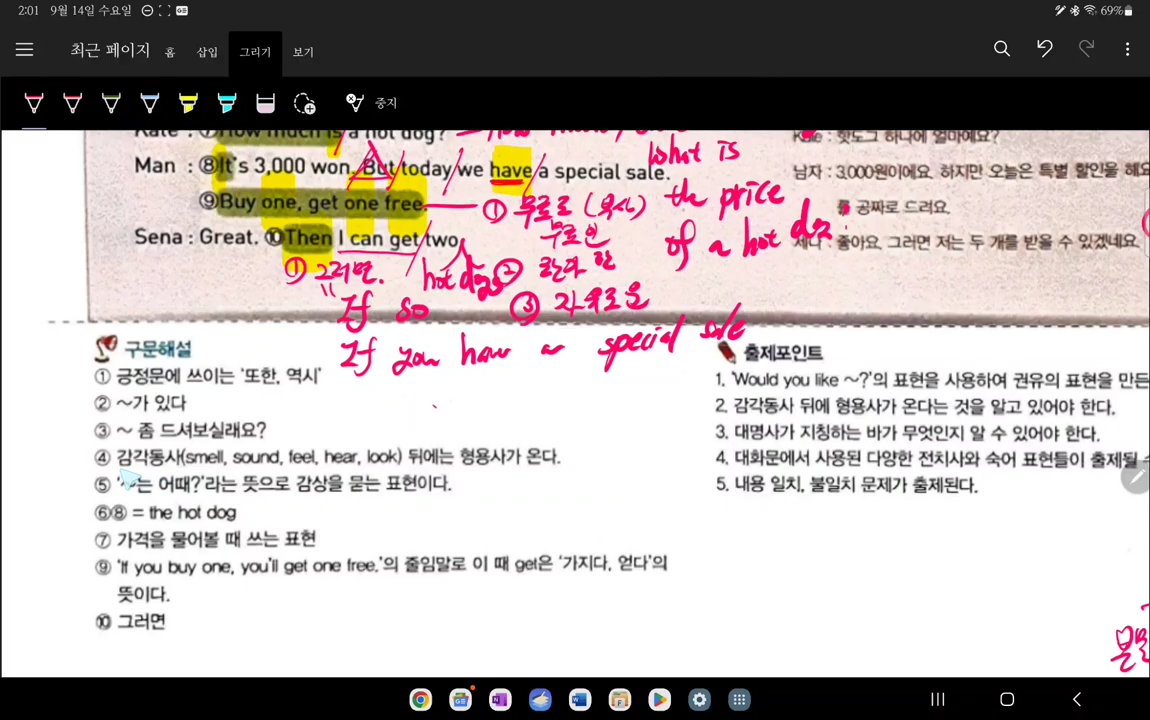 2:01 9월 14일 수요일
69%
최근 페이지 홈 삽입 그리기 보기
중지
Kate : ⑦How much is a hot dog?
What is
the price
of a hot dog.
Man : ⑧It's 3,000 won. But today we have a special sale.
⑨Buy one, get one free.
① 무료로 (부사)
무료인
② 한
③ 자유로운
Sena : Great. ⑩Then I can get two.
hot dogs
① 그러면.
If so
If you have a special sale
Kate : 핫도그 하나에 얼마예요?
남자 : 3,000원이에요. 하지만 오늘은 특별 할인을 해요
를 공짜로 드려요.
세나 : 좋아요. 그러면 저는 두 개를 받을 수 있겠네요.
구문해설
① 긍정문에 쓰이는 '또한, 역시'
② ～가 있다
③ ～ 좀 드셔보실래요?
④ 감각동사(smell, sound, feel, hear, look) 뒤에는 형용사가 온다.
⑤ 는 어때?'라는 뜻으로 감상을 묻는 표현이다.
⑥⑧ = the hot dog
⑦ 가격을 물어볼 때 쓰는 표현
⑨ 'If you buy one, you'll get one free.'의 줄임말로 이 때 get은 '가지다, 얻다'의
뜻이다.
⑩ 그러면
출제포인트
1. 'Would you like ～?'의 표현을 사용하여 권유의 표현을 만든
2. 감각동사 뒤에 형용사가 온다는 것을 알고 있어야 한다.
3. 대명사가 지칭하는 바가 무엇인지 알 수 있어야 한다.
4. 대화문에서 사용된 다양한 전치사와 숙어 표현들이 출제될
5. 내용 일치, 불일치 문제가 출제된다.